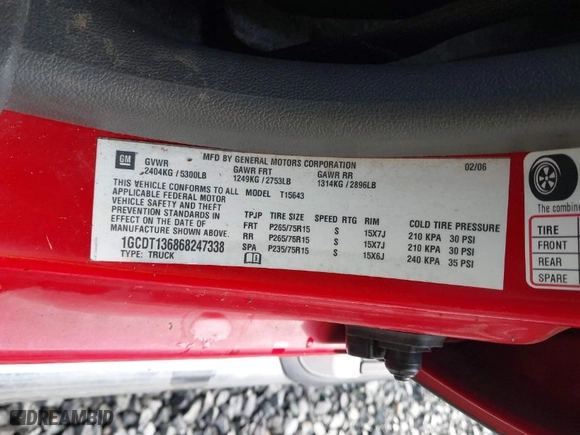 GM
MFD BY GENERAL MOTORS CORPORATION
02/06
GVWR
2404KG / 5300LB
GAWR FRT
1249KG / 2753LB
GAWR RR
1314KG / 2896LB
THIS VEHICLE CONFORMS TO ALL
APPLICABLE FEDERAL MOTOR
VEHICLE SAFETY AND THEFT
PREVENTION STANDARDS IN
EFFECT ON THE DATE OF
MANUFACTURE SHOWN ABOVE
1GCDT136868247338
TYPE: TRUCK
MODEL T15643
TPJP TIRE SIZE SPEED RTG RIM COLD TIRE PRESSURE
FRT P265/75R15 S 15X7J 210 KPA 30 PSI
RR P265/75R15 S 15X7J 210 KPA 30 PSI
SPA P235/75R15 S 15X6J 240 KPA 35 PSI
The combine
TIRE
FRONT
REAR
SPARE
DREAMBID